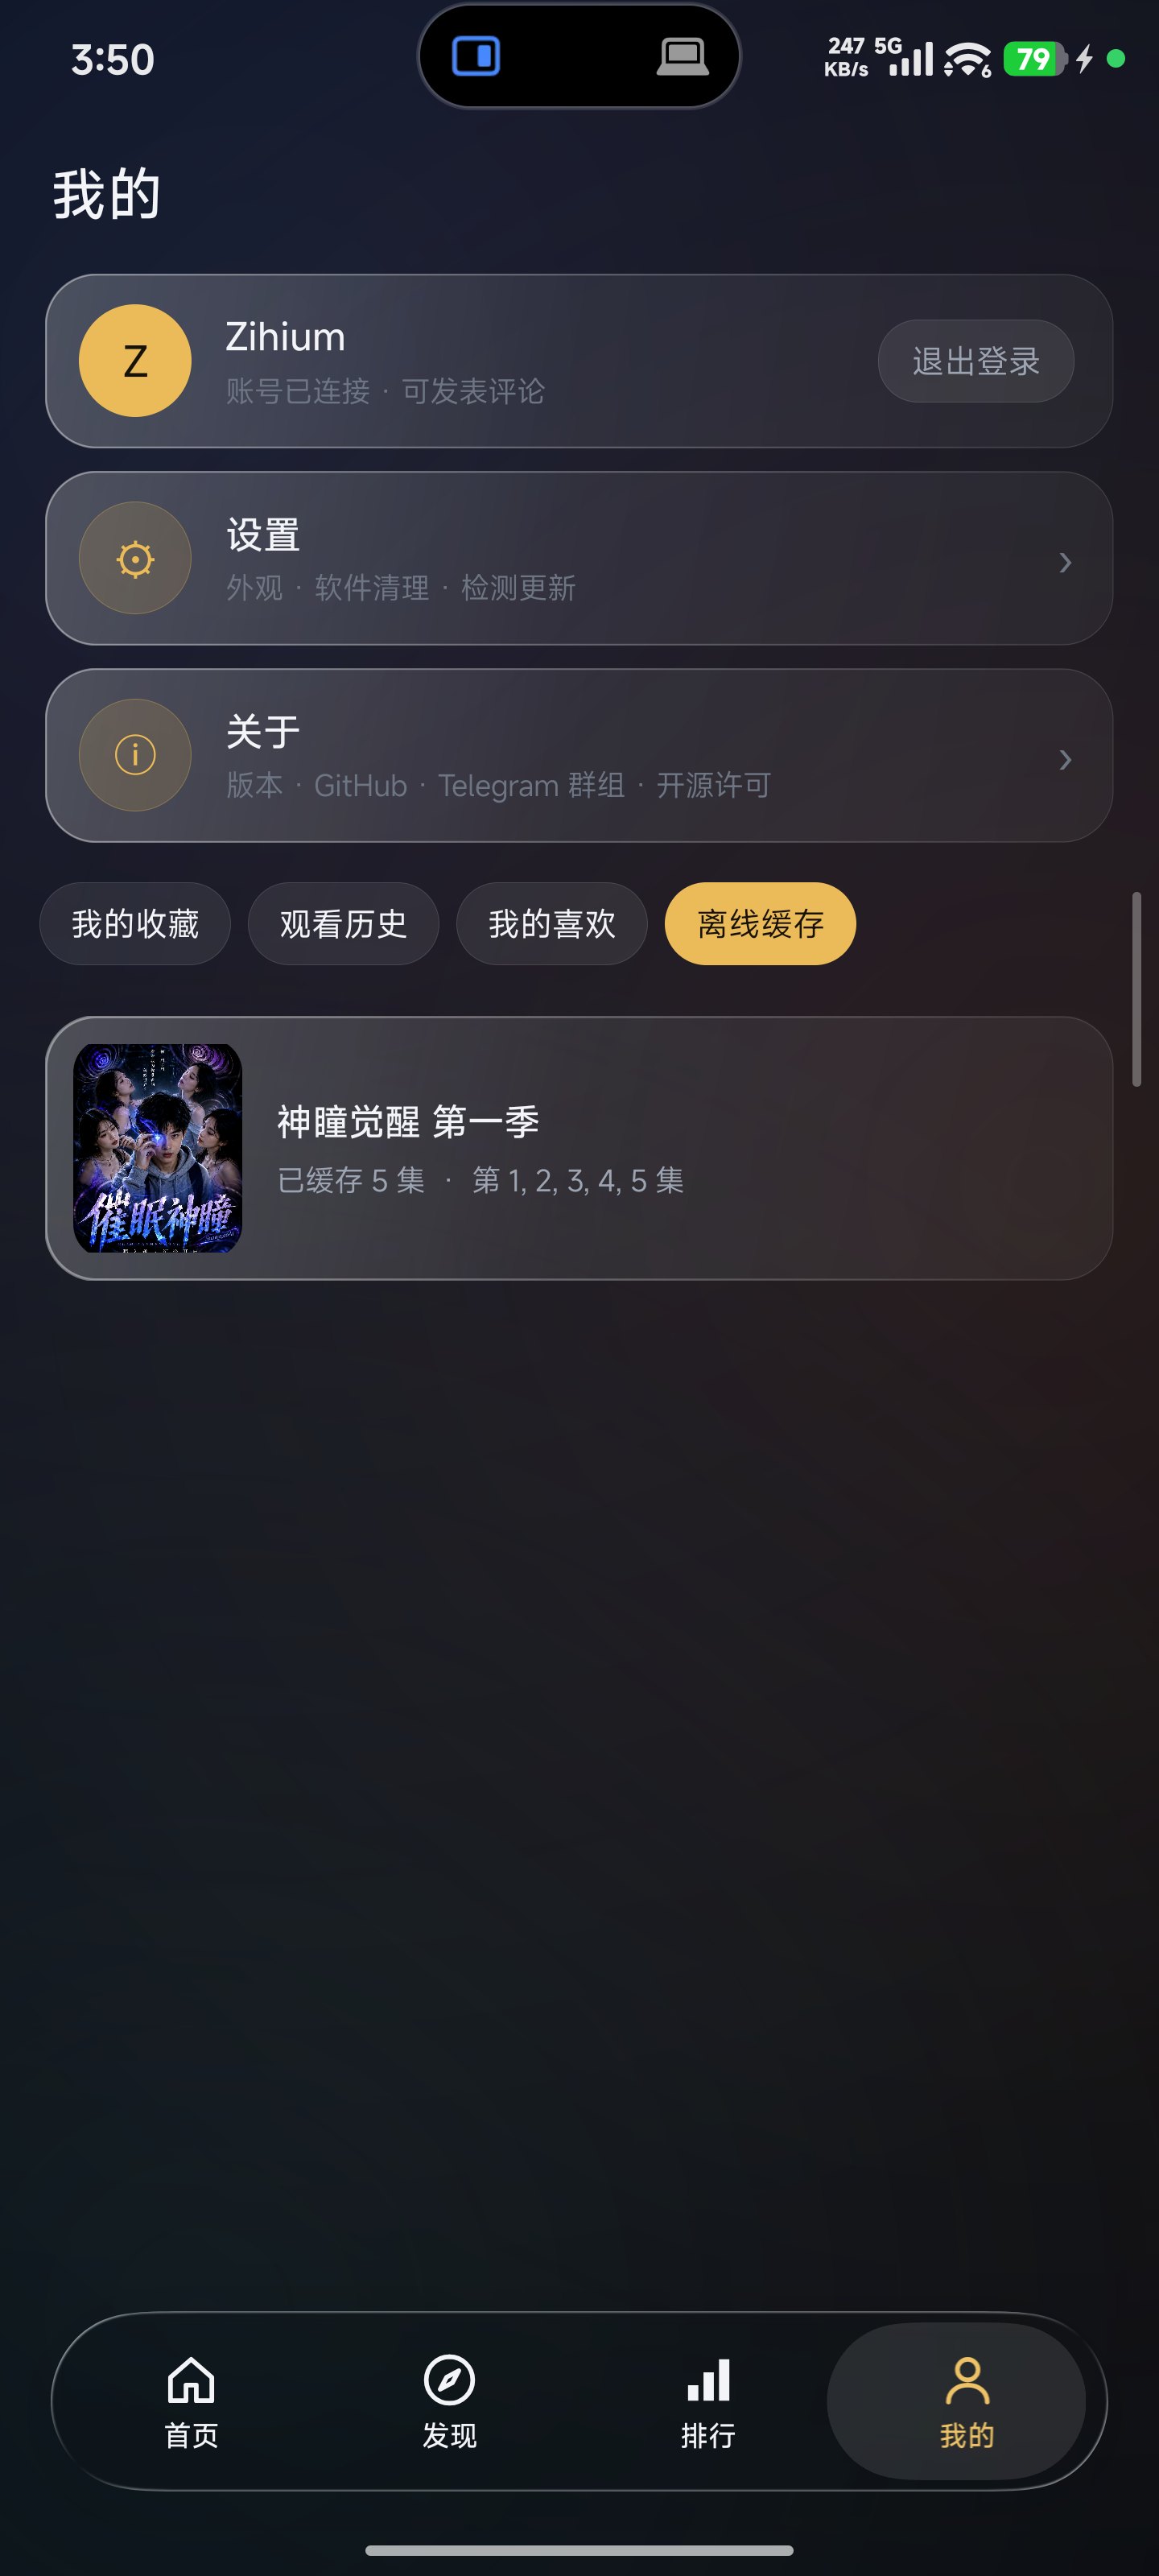 3:50
247 KB/s 5G 6 79
我的
Z
Zihium
账号已连接 · 可发表评论
退出登录
设置
外观 · 软件清理 · 检测更新
关于
版本 · GitHub · Telegram 群组 · 开源许可
我的收藏 观看历史 我的喜欢 离线缓存
催眠神瞳
神瞳觉醒 第一季
已缓存 5 集 · 第 1, 2, 3, 4, 5 集
首页 发现 排行 我的